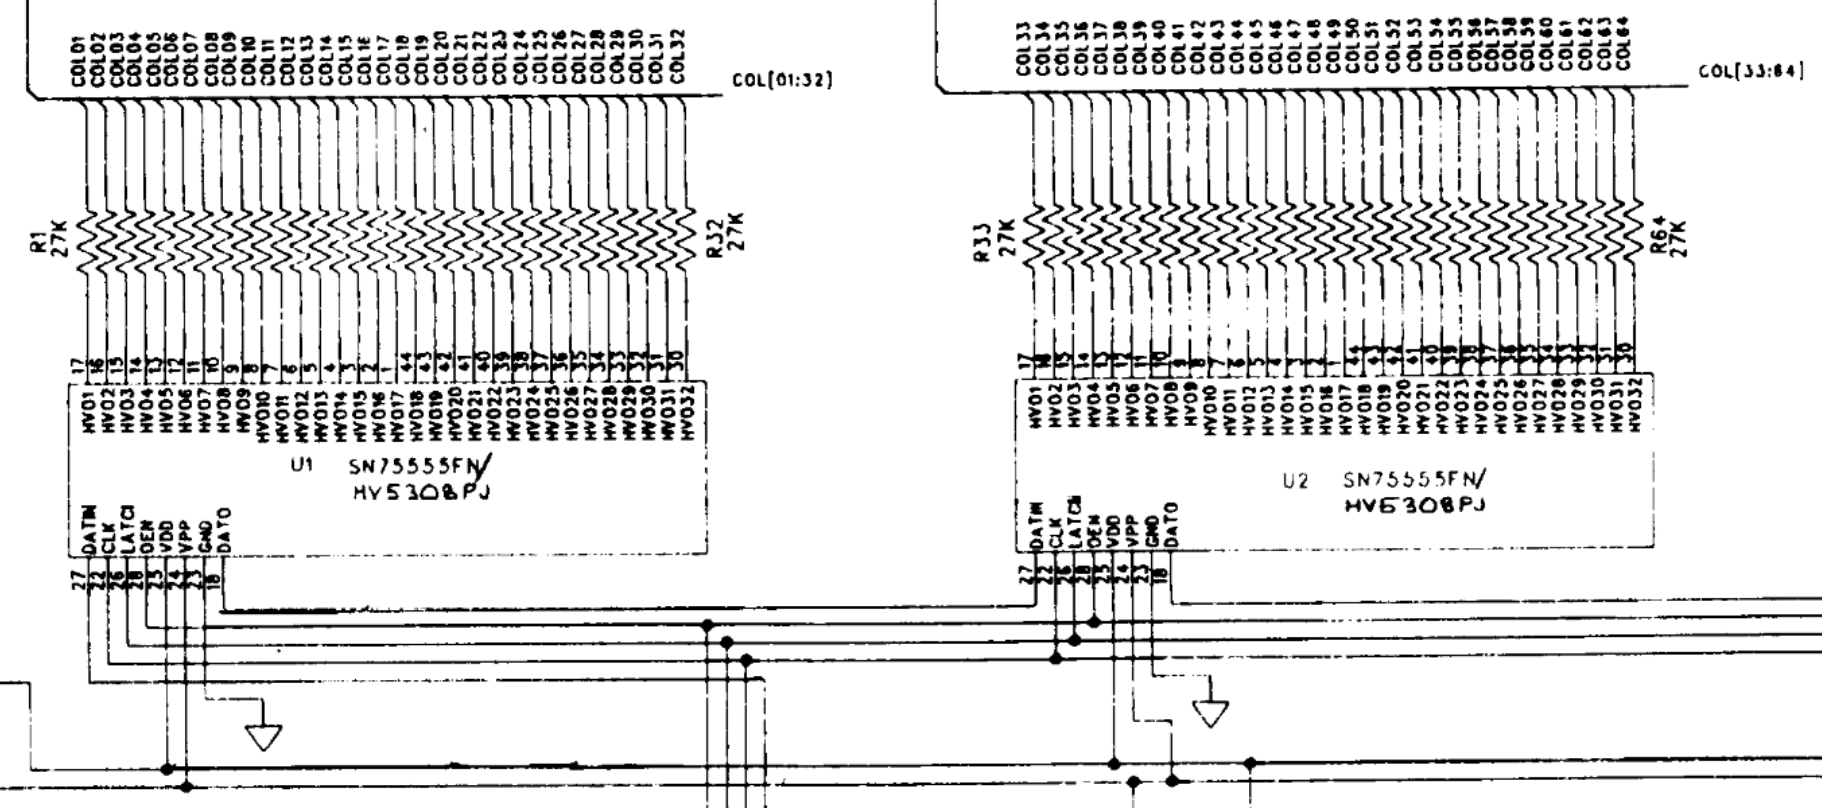 COL01 COL02 COL03 COL04 COL05 COL06 COL07 COL08 COL09 COL10 COL11 COL12 COL13 COL14 COL15 COL16 COL17 COL18 COL19 COL20 COL21 COL22 COL23 COL24 COL25 COL26 COL27 COL28 COL29 COL30 COL31 COL32
COL[01:32]
R1
27K
R32
27K
17 16 15 14 13 12 11 10 9 8 7 6 5 4 3 2 1 44 43 42 41 40 39 38 37 36 35 34 33 32 31 30
HVO1 HVO2 HVO3 HVO4 HVO5 HVO6 HVO7 HVO8 HVO9 HVO10 HVO11 HVO12 HVO13 HVO14 HVO15 HVO16 HVO17 HVO18 HVO19 HVO20 HVO21 HVO22 HVO23 HVO24 HVO25 HVO26 HVO27 HVO28 HVO29 HVO30 HVO31 HVO32
U1 SN75555FN/
HV5308PJ
DATIN CLK LATCH OEN VDD VPP GND DATO
27 22 26 28 25 24 23 18
COL33 COL34 COL35 COL36 COL37 COL38 COL39 COL40 COL41 COL42 COL43 COL44 COL45 COL46 COL47 COL48 COL49 COL50 COL51 COL52 COL53 COL54 COL55 COL56 COL57 COL58 COL59 COL60 COL61 COL62 COL63 COL64
COL[33:64]
R33
27K
R64
27K
17 16 15 14 13 12 11 10 9 8 7 6 5 4 3 2 1 44 43 42 41 40 39 38 37 36 35 34 33 32 31 30
HVO1 HVO2 HVO3 HVO4 HVO5 HVO6 HVO7 HVO8 HVO9 HVO10 HVO11 HVO12 HVO13 HVO14 HVO15 HVO16 HVO17 HVO18 HVO19 HVO20 HVO21 HVO22 HVO23 HVO24 HVO25 HVO26 HVO27 HVO28 HVO29 HVO30 HVO31 HVO32
U2 SN75555FN/
HV5308PJ
DATIN CLK LATCH OEN VDD VPP GND DATO
27 22 26 28 25 24 23 18